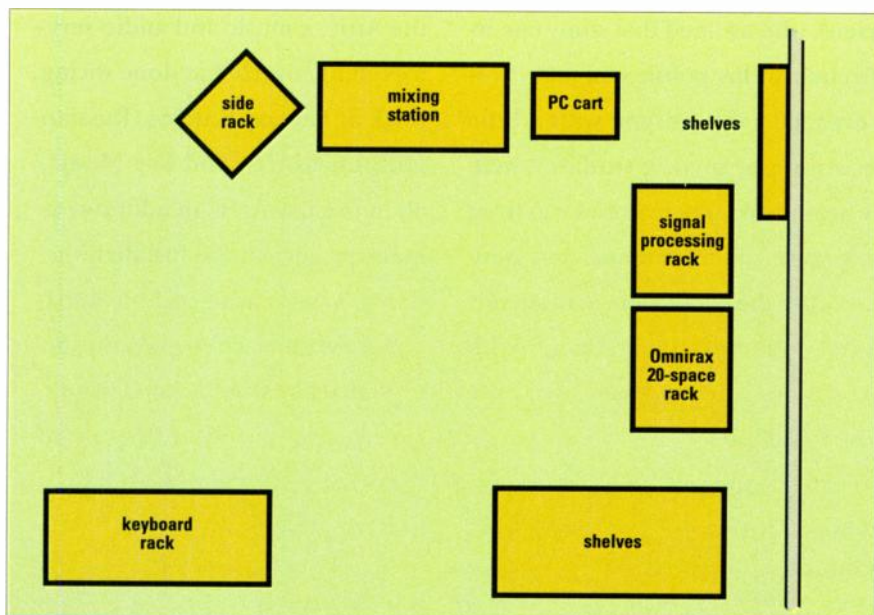 side
rack
mixing
station
PC cart
shelves
signal
processing
rack
Omnirax
20-space
rack
keyboard
rack
shelves